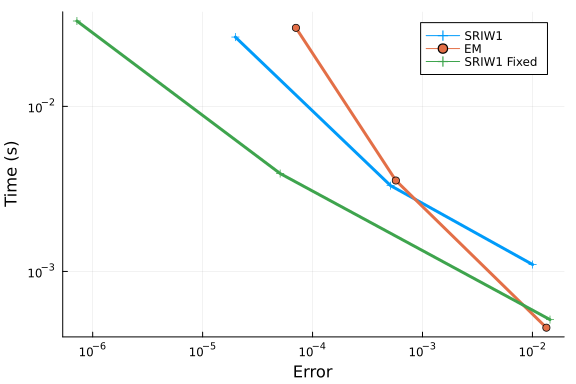 SRIW1
EM
SRIW1 Fixed
Time (s)
10⁻²
10⁻³
10⁻⁶ 10⁻⁵ 10⁻⁴ 10⁻³ 10⁻²
Error